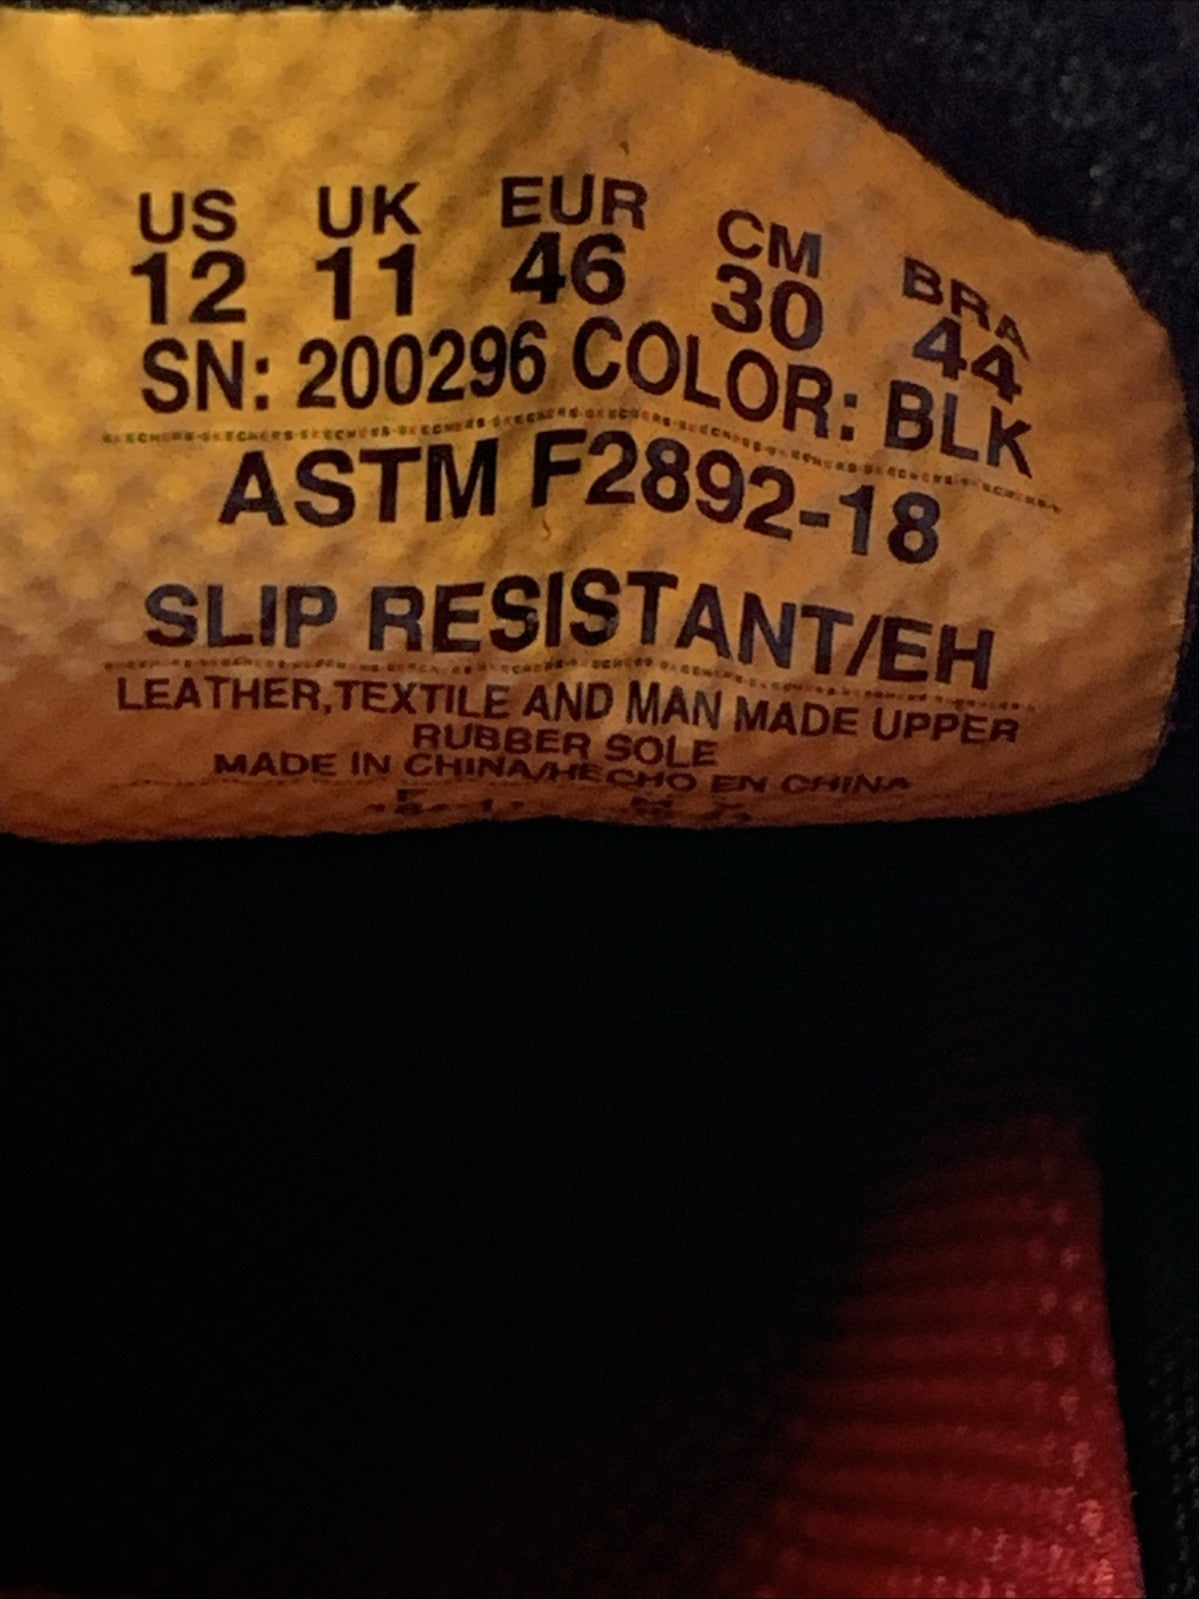 US UK EUR CM BRA
12 11 46 30 44
SN: 200296 COLOR: BLK
ASTM F2892-18
SLIP RESISTANT/EH
LEATHER,TEXTILE AND MAN MADE UPPER
RUBBER SOLE
MADE IN CHINA/HECHO EN CHINA